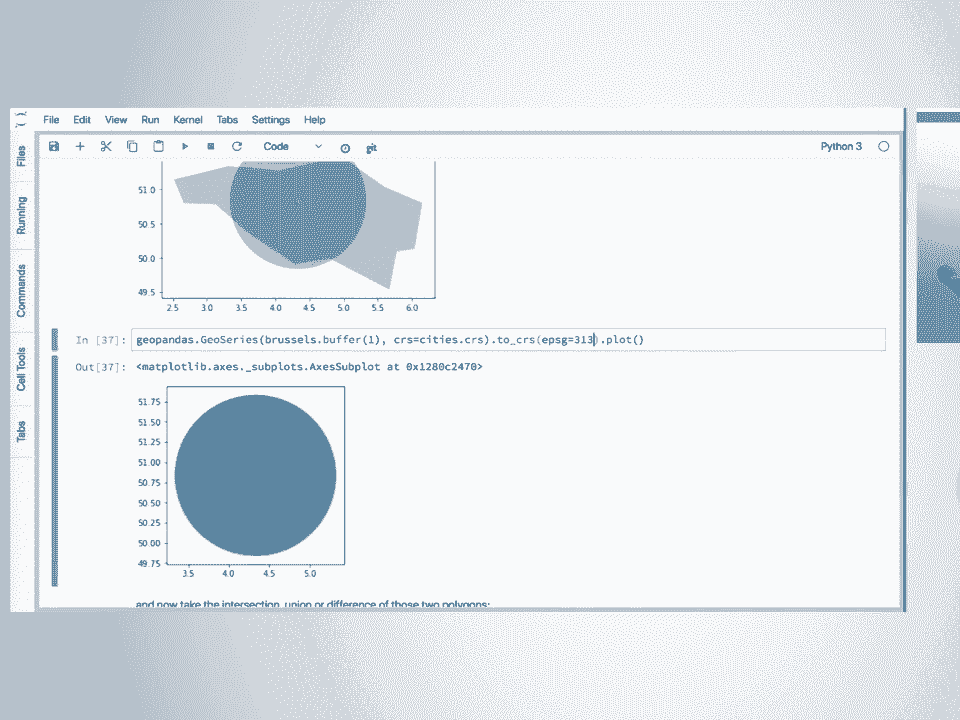 File Edit View Run Kernel Tabs Settings Help
Code
git
Python 3
Files
Running
Commands
Cell Tools
Tabs
51.0
50.5
50.0
49.5
2.5 3.0 3.5 4.0 4.5 5.0 5.5 6.0
In [37]: geopandas.GeoSeries(brussels.buffer(1), crs=cities.crs).to_crs(epsg=313).plot()
Out[37]: <matplotlib.axes._subplots.AxesSubplot at 0x1280c2470>
51.75
51.50
51.25
51.00
50.75
50.50
50.25
50.00
49.75
3.5 4.0 4.5 5.0
and now take the intersection, union or difference of those two polygons: